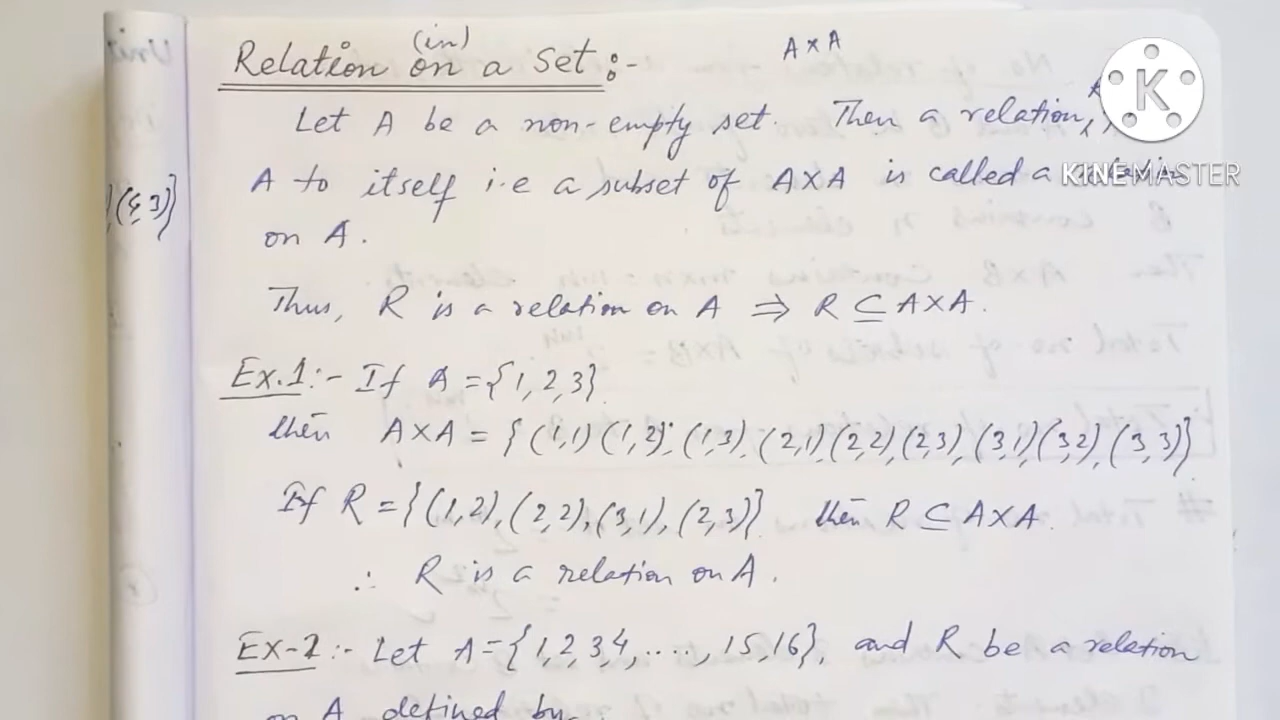 Relation on (in) a Set :-
A×A
Let A be a non-empty set. Then a relation,
A to itself i.e a subset of A×A is called a
on A.
Thus, R is a relation on A ⇒ R ⊆ A×A.
Ex.1:- If A = {1,2,3}
then A×A = {(1,1)(1,2),(1,3),(2,1)(2,2),(2,3),(3,1)(3,2),(3,3)}
If R = {(1,2),(2,2),(3,1),(2,3)} then R ⊆ A×A.
∴ R is a relation on A.
Ex-2:- Let A={1,2,3,4,....,15,16}, and R be a relation
on A defined by
K
KINEMASTER